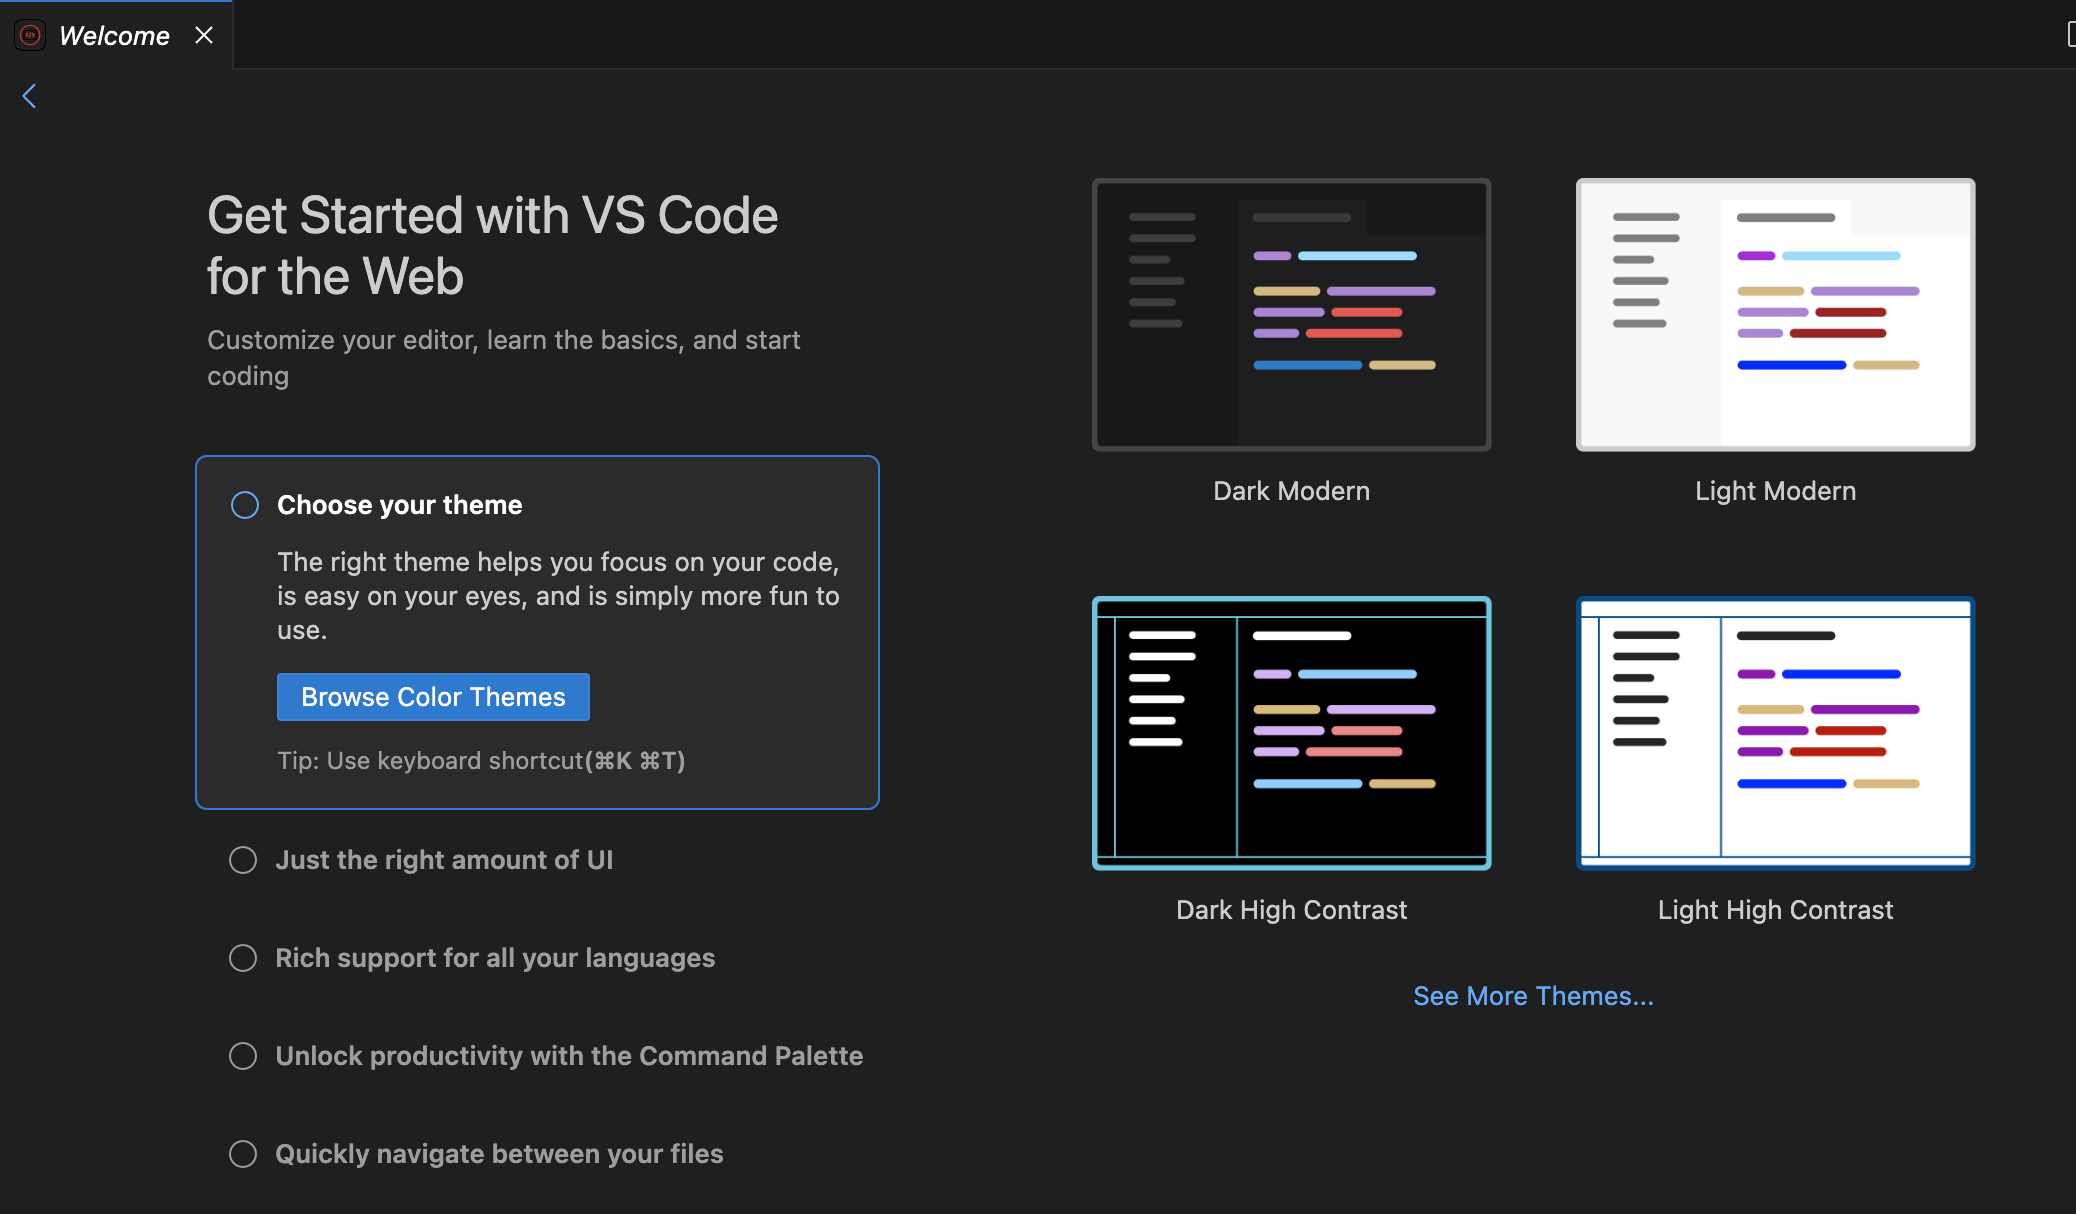 Welcome
Get Started with VS Code
for the Web
Customize your editor, learn the basics, and start
coding
Choose your theme
The right theme helps you focus on your code,
is easy on your eyes, and is simply more fun to
use.
Browse Color Themes
Tip: Use keyboard shortcut(⌘K ⌘T)
Just the right amount of UI
Rich support for all your languages
Unlock productivity with the Command Palette
Quickly navigate between your files
Dark Modern
Light Modern
Dark High Contrast
Light High Contrast
See More Themes...